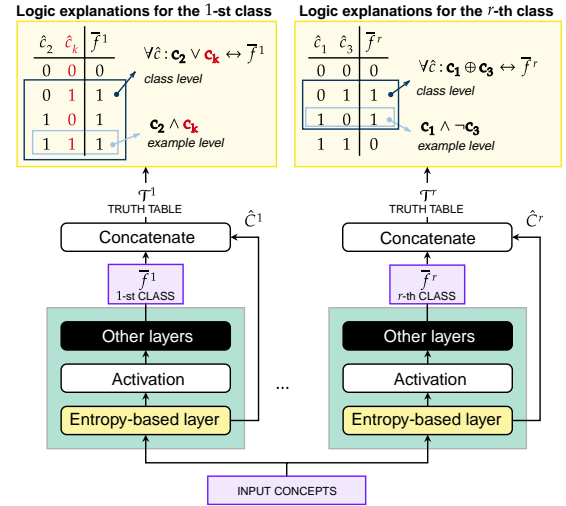 Logic explanations for the 1-st class
ĉ₂ ĉₖ f̅¹
0 0 0
0 1 1
1 0 1
1 1 1
∀ĉ : c₂ ∨ cₖ ↔ f̅¹
class level
c₂ ∧ cₖ
example level
𝒯¹
TRUTH TABLE
Ĉ¹
Concatenate
f̅¹
1-st CLASS
Other layers
Activation
Entropy-based layer
...
Logic explanations for the r-th class
ĉ₁ ĉ₃ f̅ʳ
0 0 0
0 1 1
1 0 1
1 1 0
∀ĉ : c₁ ⊕ c₃ ↔ f̅ʳ
class level
c₁ ∧ ¬c₃
example level
𝒯ʳ
TRUTH TABLE
Ĉʳ
Concatenate
f̅ʳ
r-th CLASS
Other layers
Activation
Entropy-based layer
INPUT CONCEPTS